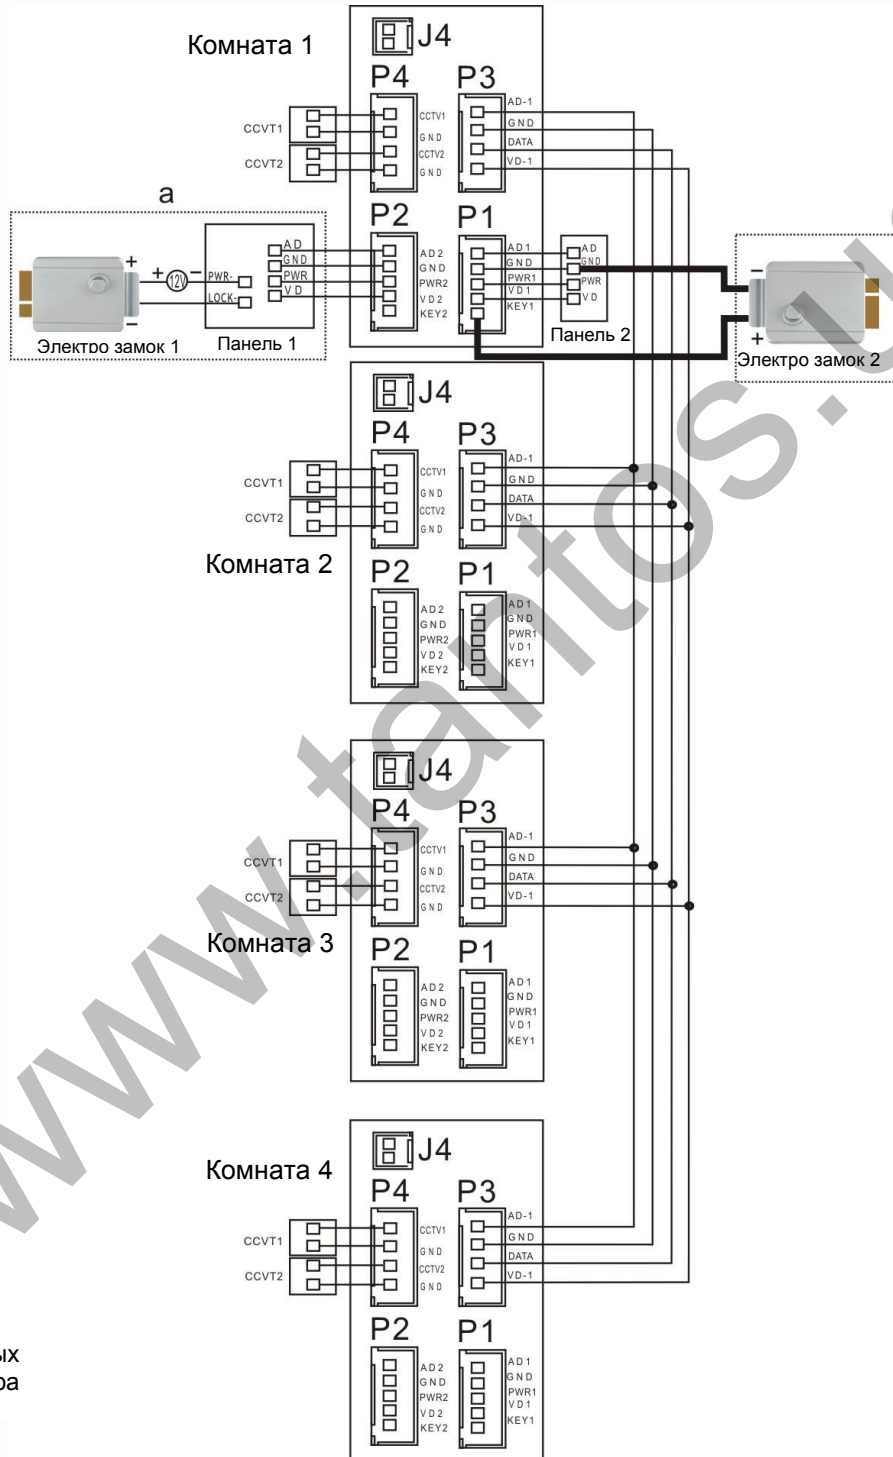 Комната 1
J4
P4
P3
CCVT1
CCVT2
CCTV1
GND
CCTV2
GND
AD-1
GND
DATA
VD-1
a
P2
P1
+
+ 12V −
−
PWR-
LOCK-
AD
GND
PWR
VD
AD2
GND
PWR2
VD2
KEY2
AD1
GND
PWR1
VD1
KEY1
AD
GND
PWR
VD
−
+
Электро замок 1
Панель 1
Панель 2
Электро замок 2
J4
P4
P3
CCVT1
CCVT2
CCTV1
GND
CCTV2
GND
AD-1
GND
DATA
VD-1
Комната 2
P2
P1
AD2
GND
PWR2
VD2
KEY2
AD1
GND
PWR1
VD1
KEY1
J4
P4
P3
CCVT1
CCVT2
CCTV1
GND
CCTV2
GND
AD-1
GND
DATA
VD-1
Комната 3
P2
P1
AD2
GND
PWR2
VD2
KEY2
AD1
GND
PWR1
VD1
KEY1
J4
Комната 4
P4
P3
CCVT1
CCVT2
CCTV1
GND
CCTV2
GND
AD-1
GND
DATA
VD-1
P2
P1
AD2
GND
PWR2
VD2
KEY2
AD1
GND
PWR1
VD1
KEY1
ых
ра
www.tantos.u